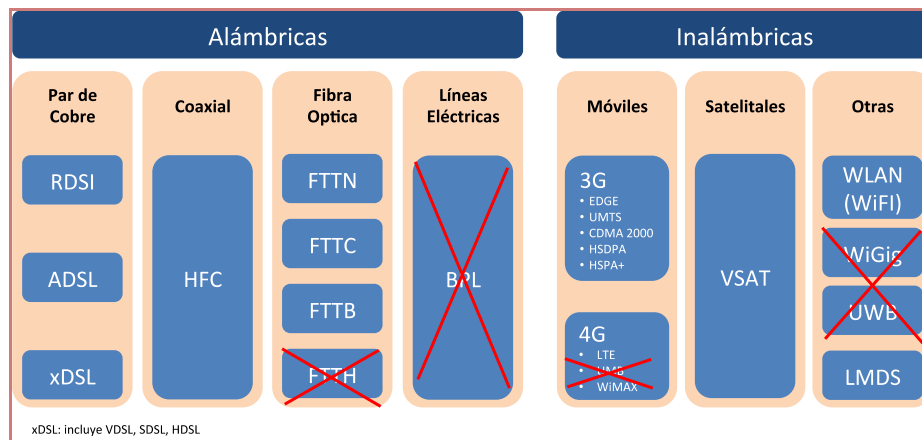 Alámbricas
Inalámbricas
Par de
Cobre
Coaxial
Fibra
Optica
Líneas
Eléctricas
Móviles
Satelitales
Otras
RDSI
ADSL
xDSL
HFC
FTTN
FTTC
FTTB
FTTH
BPL
3G
• EDGE
• UMTS
• CDMA 2000
• HSDPA
• HSPA+
4G
• LTE
• UMB
• WiMAX
VSAT
WLAN
(WiFI)
WiGig
UWB
LMDS
xDSL: incluye VDSL, SDSL, HDSL